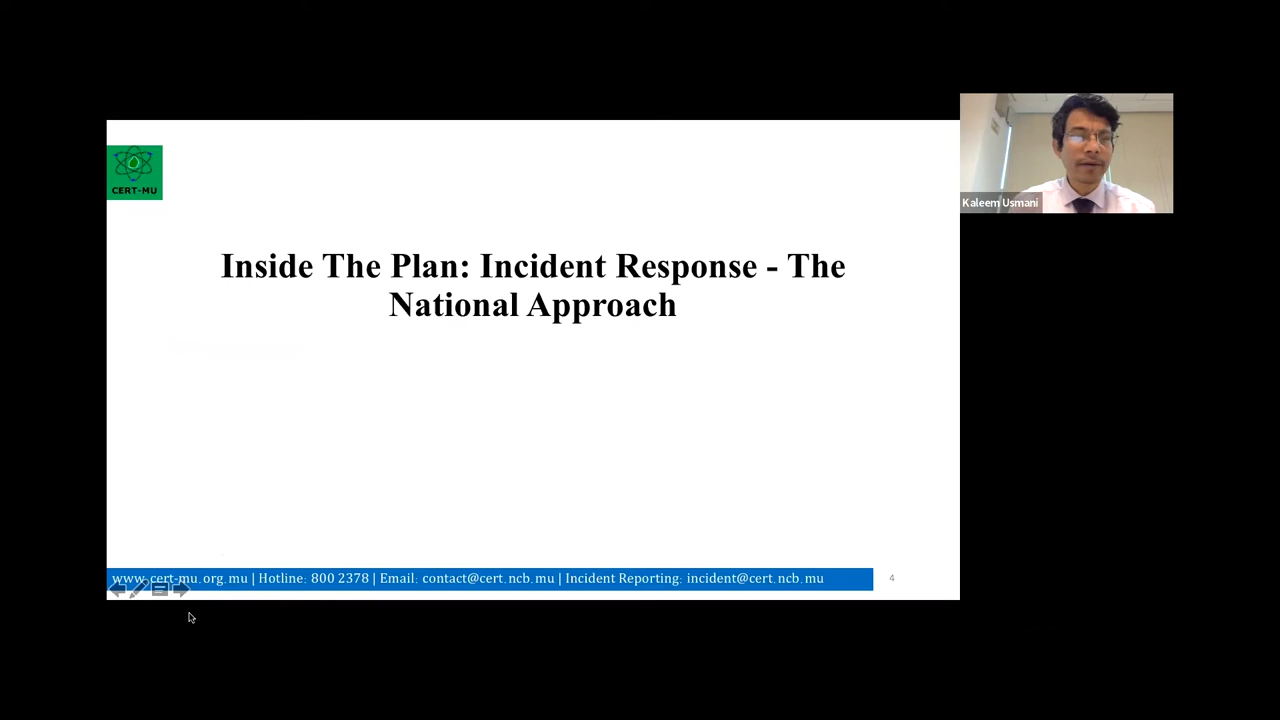 CERT-MU
Inside The Plan: Incident Response - The
National Approach
Kaleem Usmani
www.cert-mu.org.mu | Hotline: 800 2378 | Email: contact@cert.ncb.mu | Incident Reporting: incident@cert.ncb.mu
4